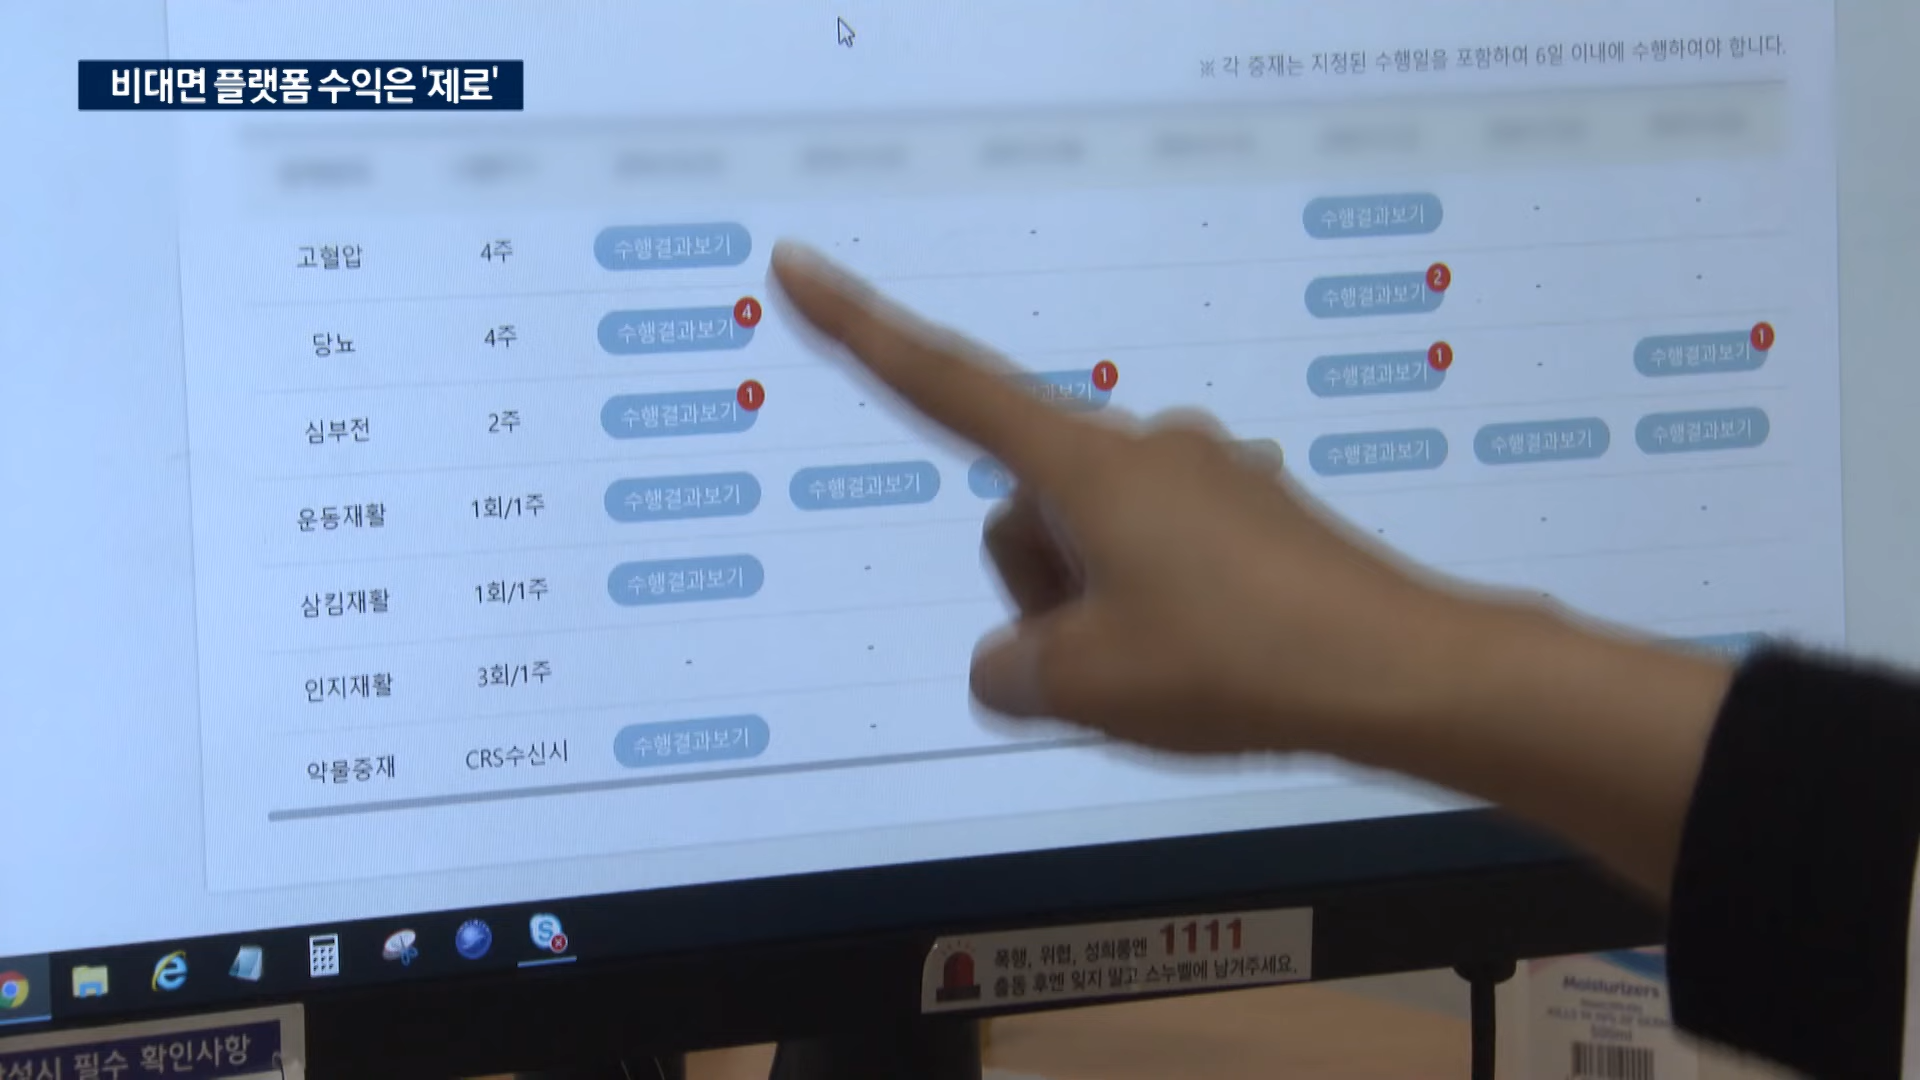 비대면 플랫폼 수익은 '제로'
※ 각 중재는 지정된 수행일을 포함하여 6일 이내에 수행하여야 합니다.
고혈압 4주 수행결과보기 - - - 수행결과보기 - -
당뇨 4주 수행결과보기 4 - - 수행결과보기 2 - -
심부전 2주 수행결과보기 1 - 과보기 1 - 수행결과보기 1 - 수행결과보기 1
운동재활 1회/1주 수행결과보기 수행결과보기 수행결과보기 수행결과보기 수행결과보기
삼킴재활 1회/1주 수행결과보기 - - - -
인지재활 3회/1주 - - - -
약물중재 CRS수신시 수행결과보기 -
폭행, 위협, 성희롱엔 1111
출동 후엔 잊지 말고 스누벨에 남겨주세요.
성시 필수 확인사항
Moisturizers
500ml